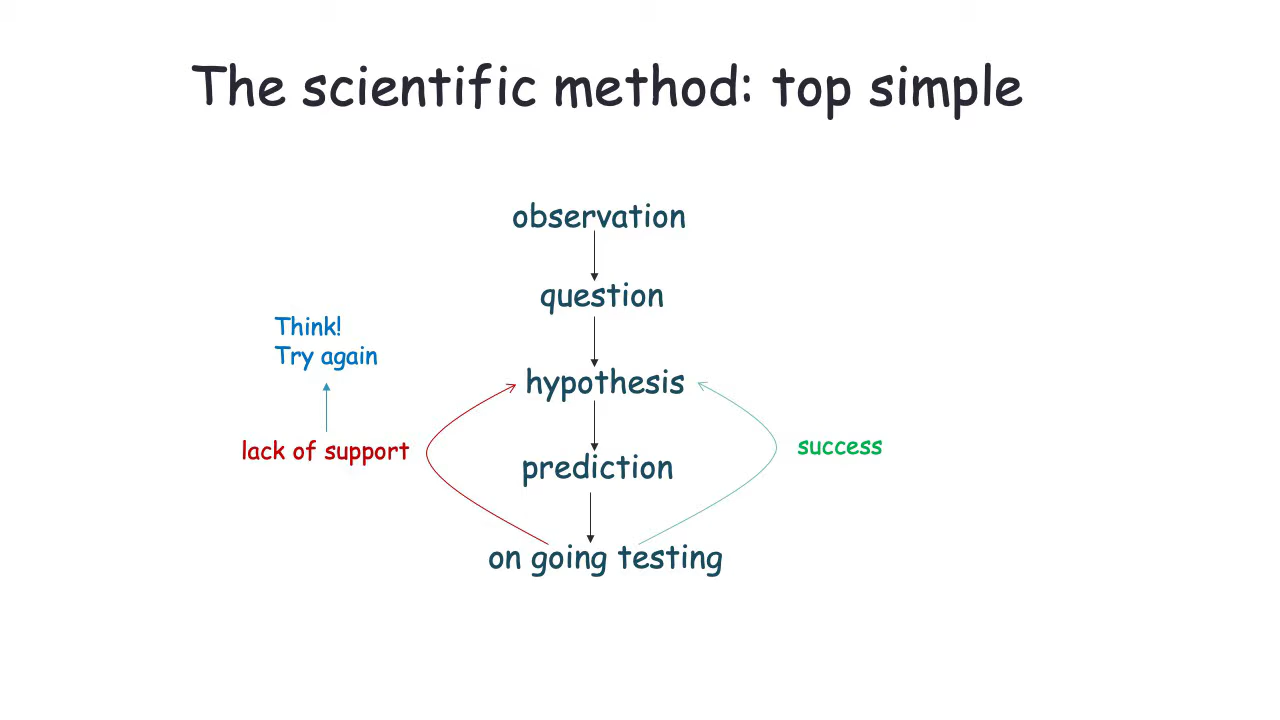 The scientific method: top simple
observation
question
Think!
Try again
hypothesis
lack of support
success
prediction
on going testing